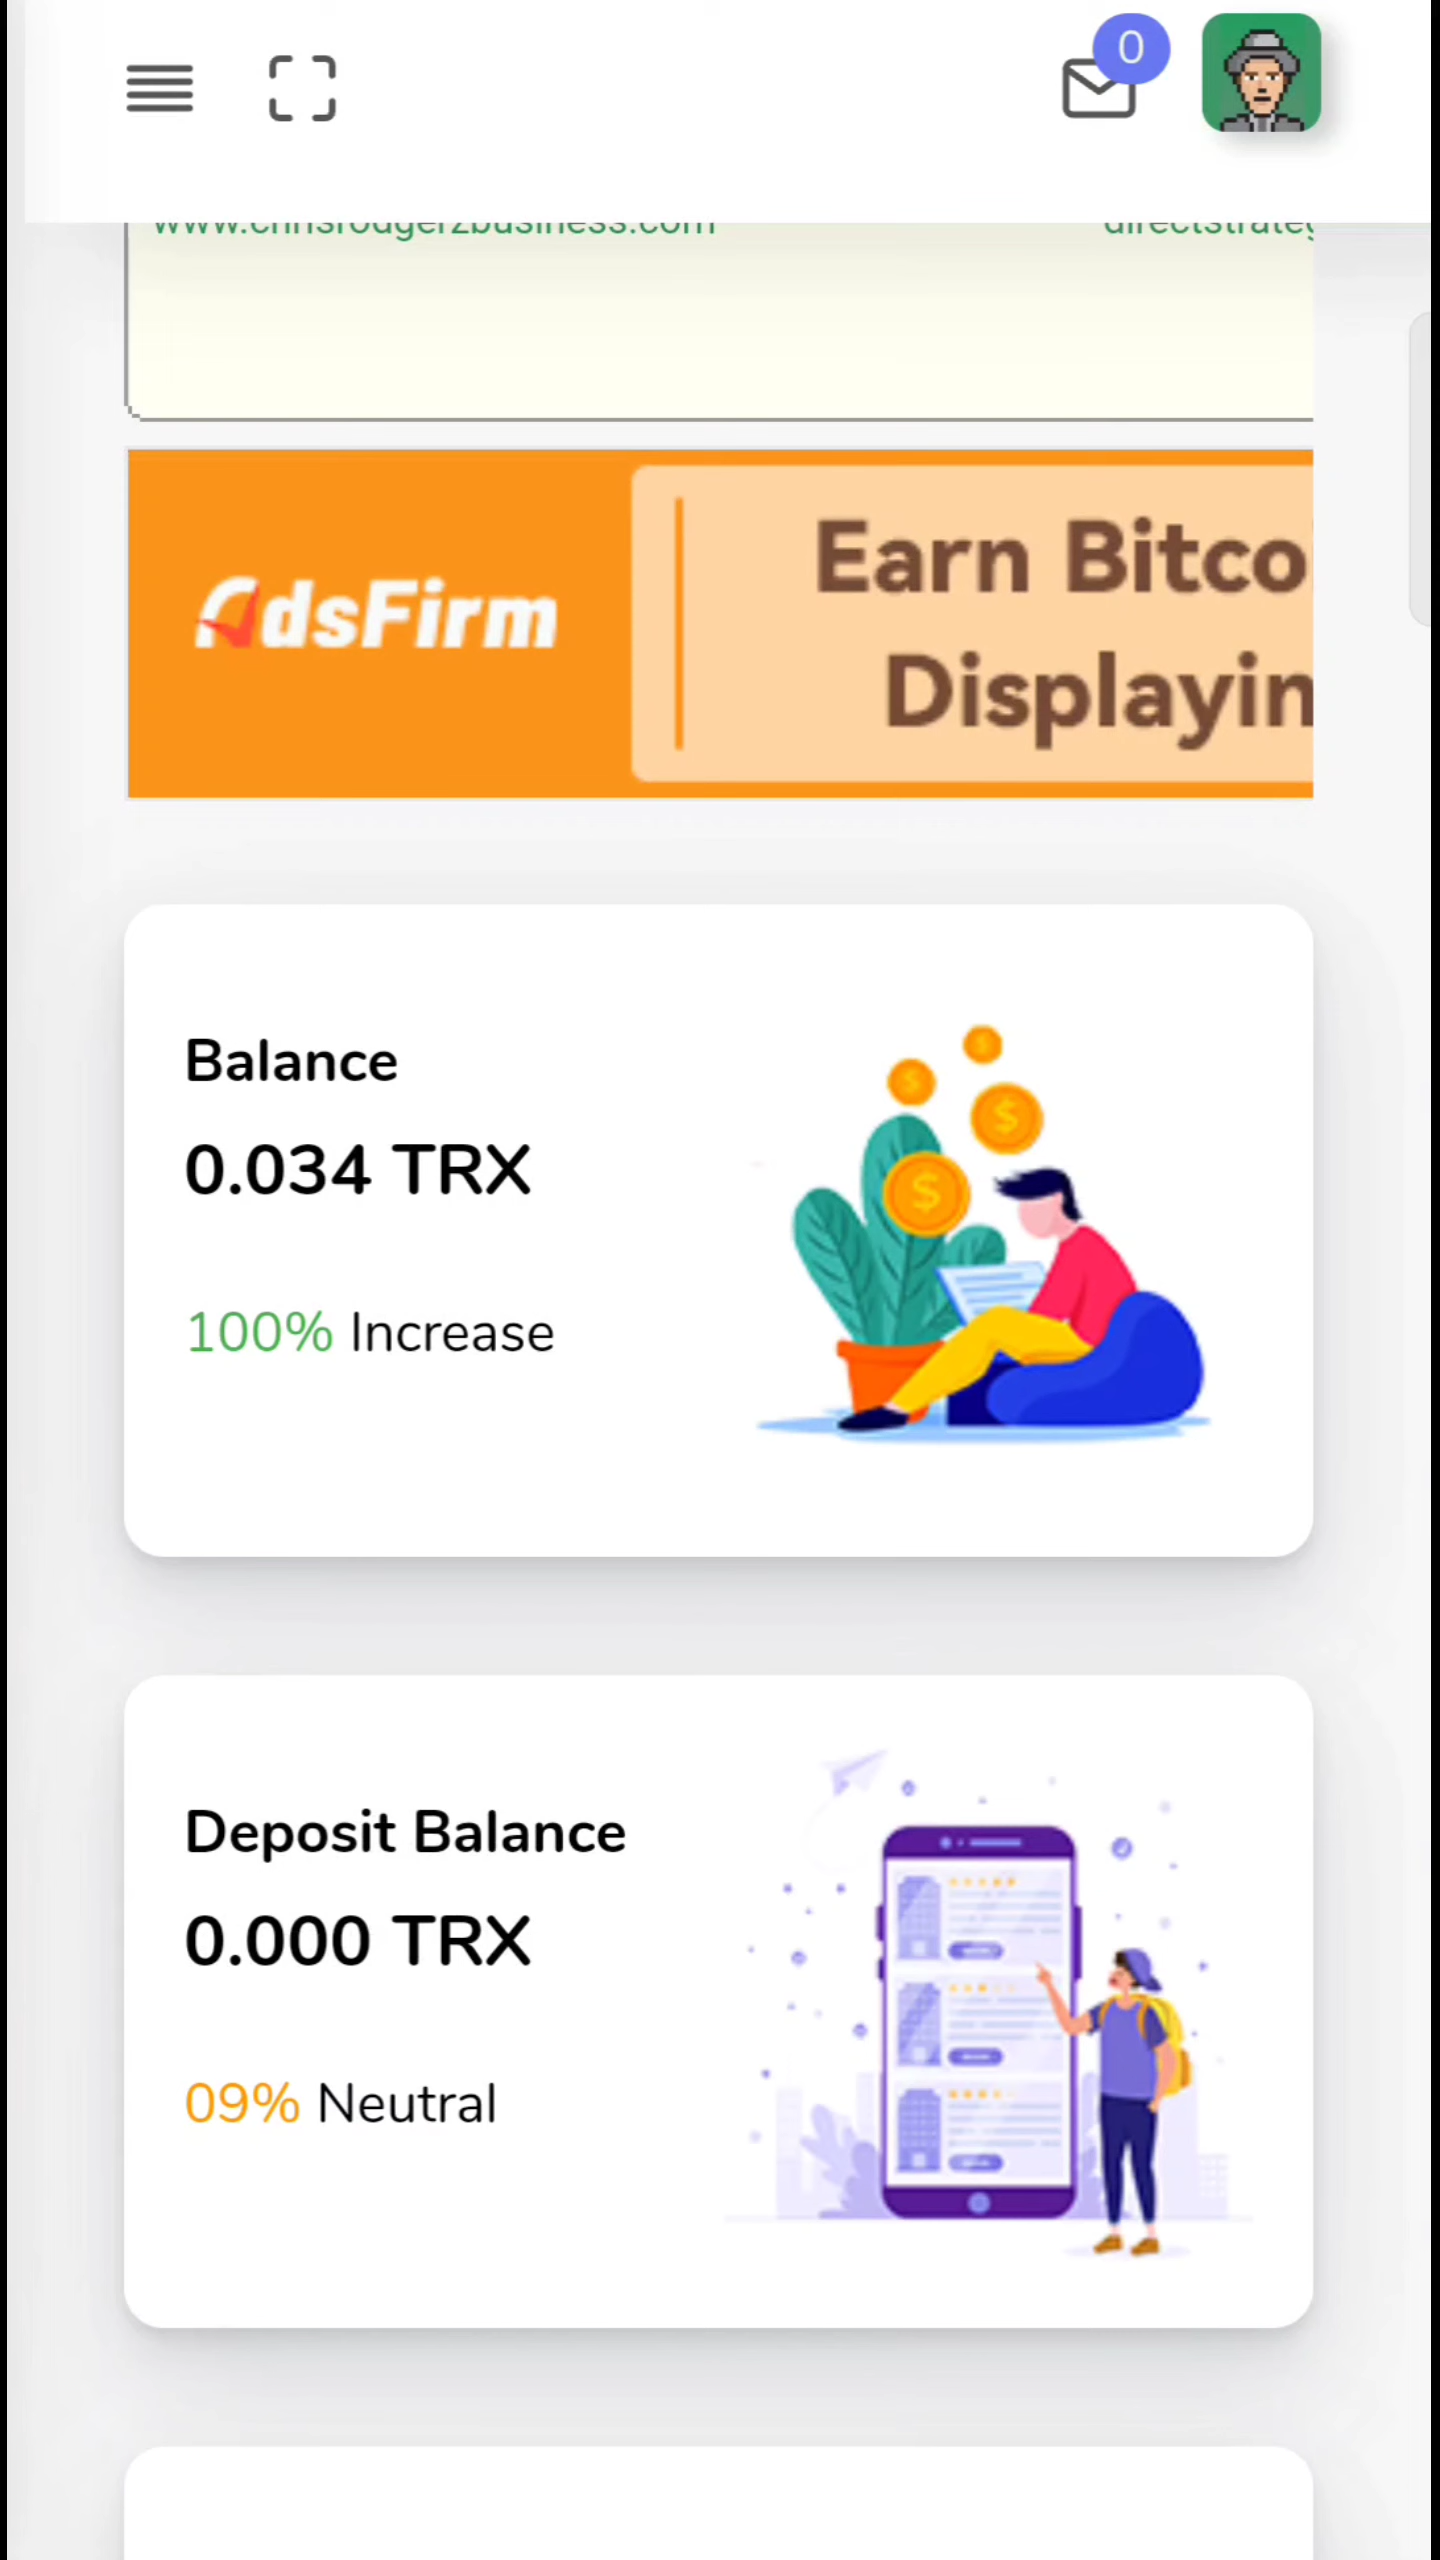 0
www.chrisrodgerzbusiness.com directstrateg
AdsFirm
Earn Bitco
Displayin
Balance
0.034 TRX
100% Increase
Deposit Balance
0.000 TRX
09% Neutral